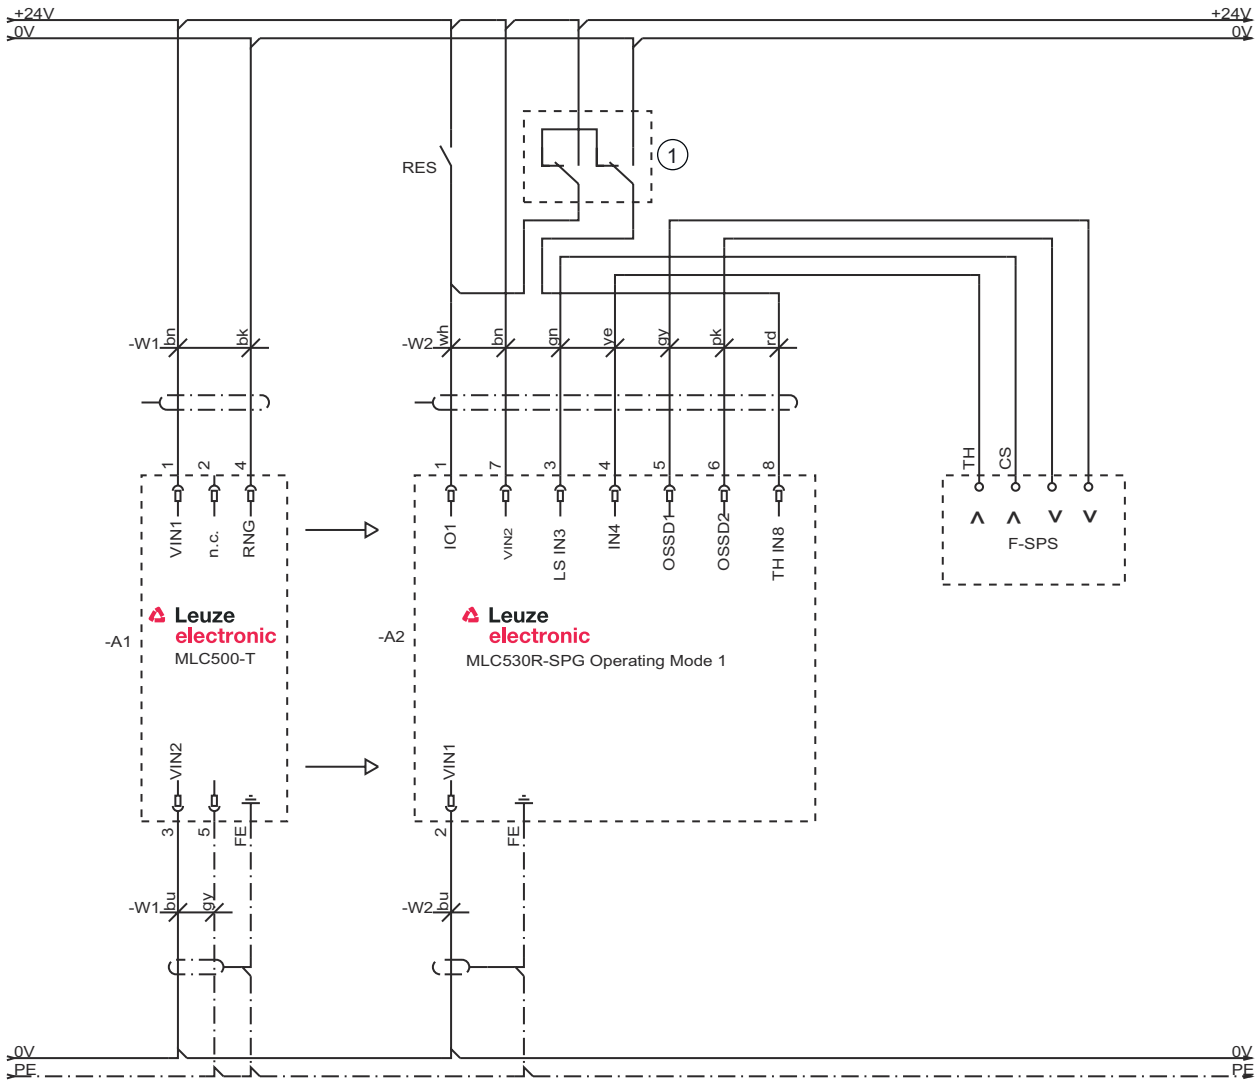 +24V
+24V
0V
0V
RES
1
-W1
bn
bk
-W2
wh
bn
gn
ye
gy
pk
rd
TH
CS
1
2
4
1
7
3
4
5
6
8
VIN1
n.c.
RNG
IO1
VIN2
LS IN3
IN4
OSSD1
OSSD2
TH IN8
F-SPS
-A1
Leuze
electronic
MLC500-T
-A2
Leuze
electronic
MLC530R-SPG Operating Mode 1
VIN2
VIN1
3
5
FE
2
FE
-W1
bu
gy
-W2
bu
0V
0V
PE
PE